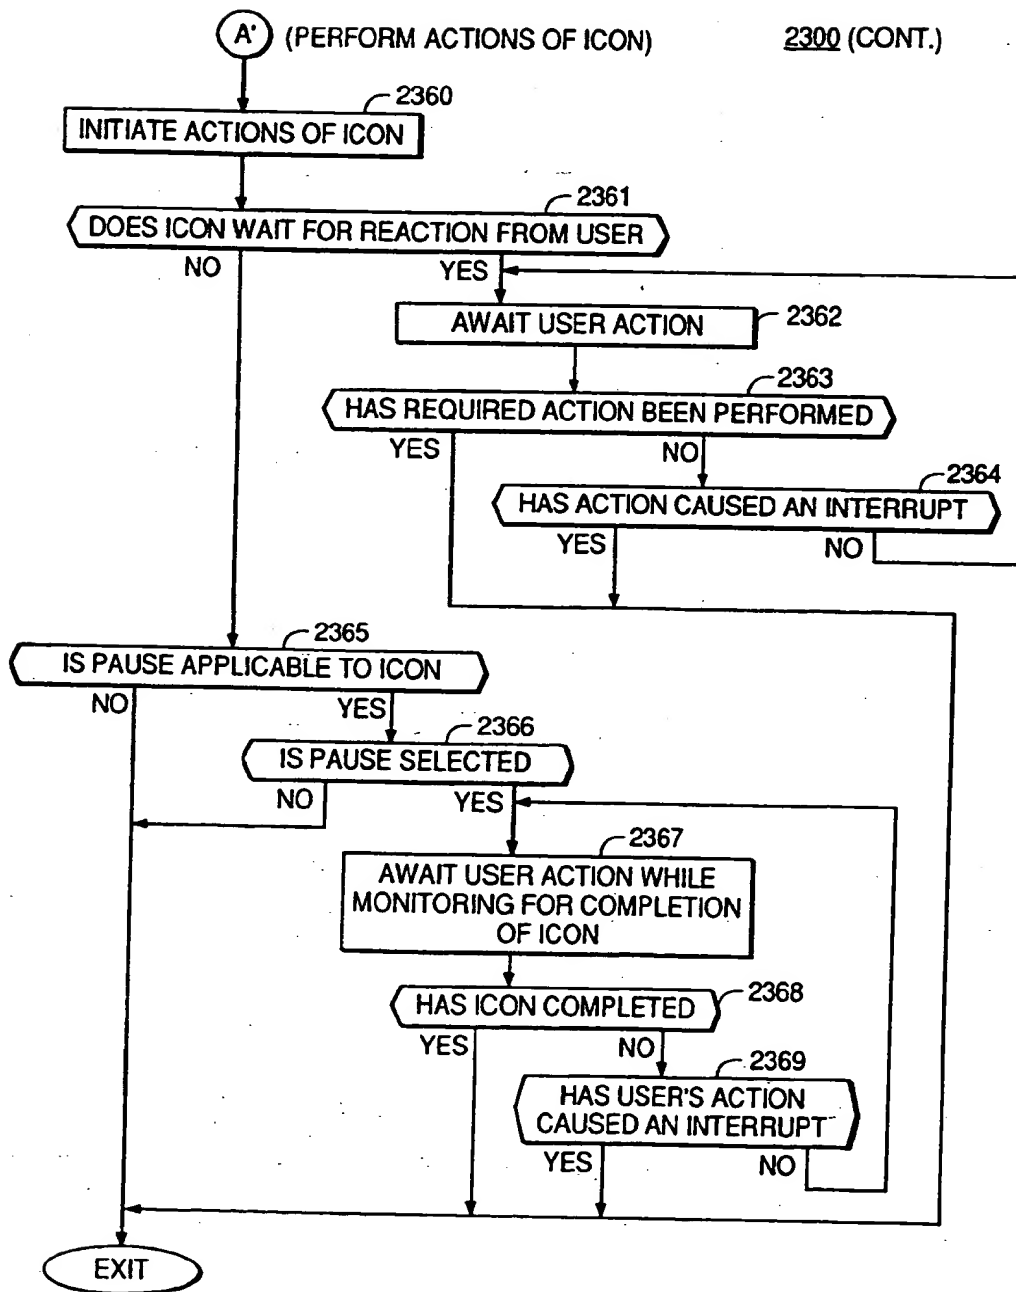 A' (PERFORM ACTIONS OF ICON) 2300 (CONT.)
2360
INITIATE ACTIONS OF ICON
2361
DOES ICON WAIT FOR REACTION FROM USER
NO YES
AWAIT USER ACTION 2362
2363
HAS REQUIRED ACTION BEEN PERFORMED
YES NO
2364
HAS ACTION CAUSED AN INTERRUPT
YES NO
2365
IS PAUSE APPLICABLE TO ICON
NO YES
2366
IS PAUSE SELECTED
NO YES
2367
AWAIT USER ACTION WHILE
MONITORING FOR COMPLETION
OF ICON
HAS ICON COMPLETED 2368
YES NO
2369
HAS USER'S ACTION
CAUSED AN INTERRUPT
YES NO
EXIT